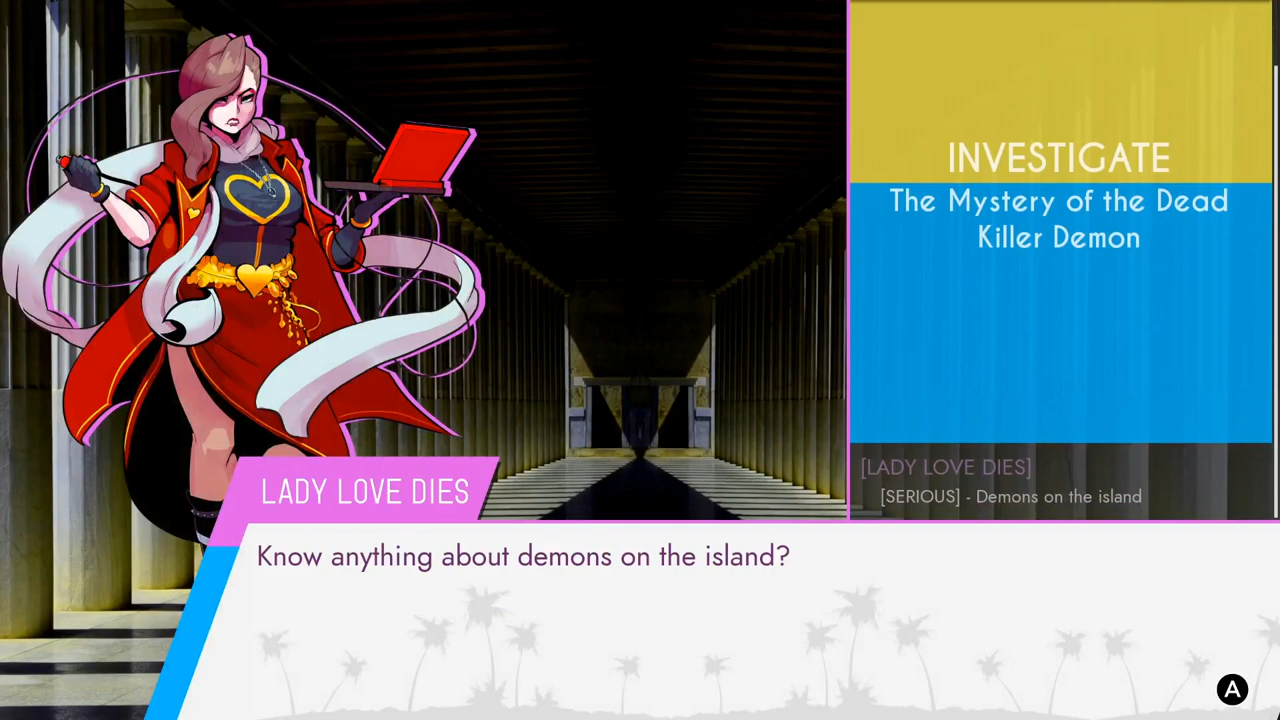 INVESTIGATE
The Mystery of the Dead
Killer Demon
[LADY LOVE DIES]
[SERIOUS] - Demons on the island
LADY LOVE DIES
Know anything about demons on the island?
A